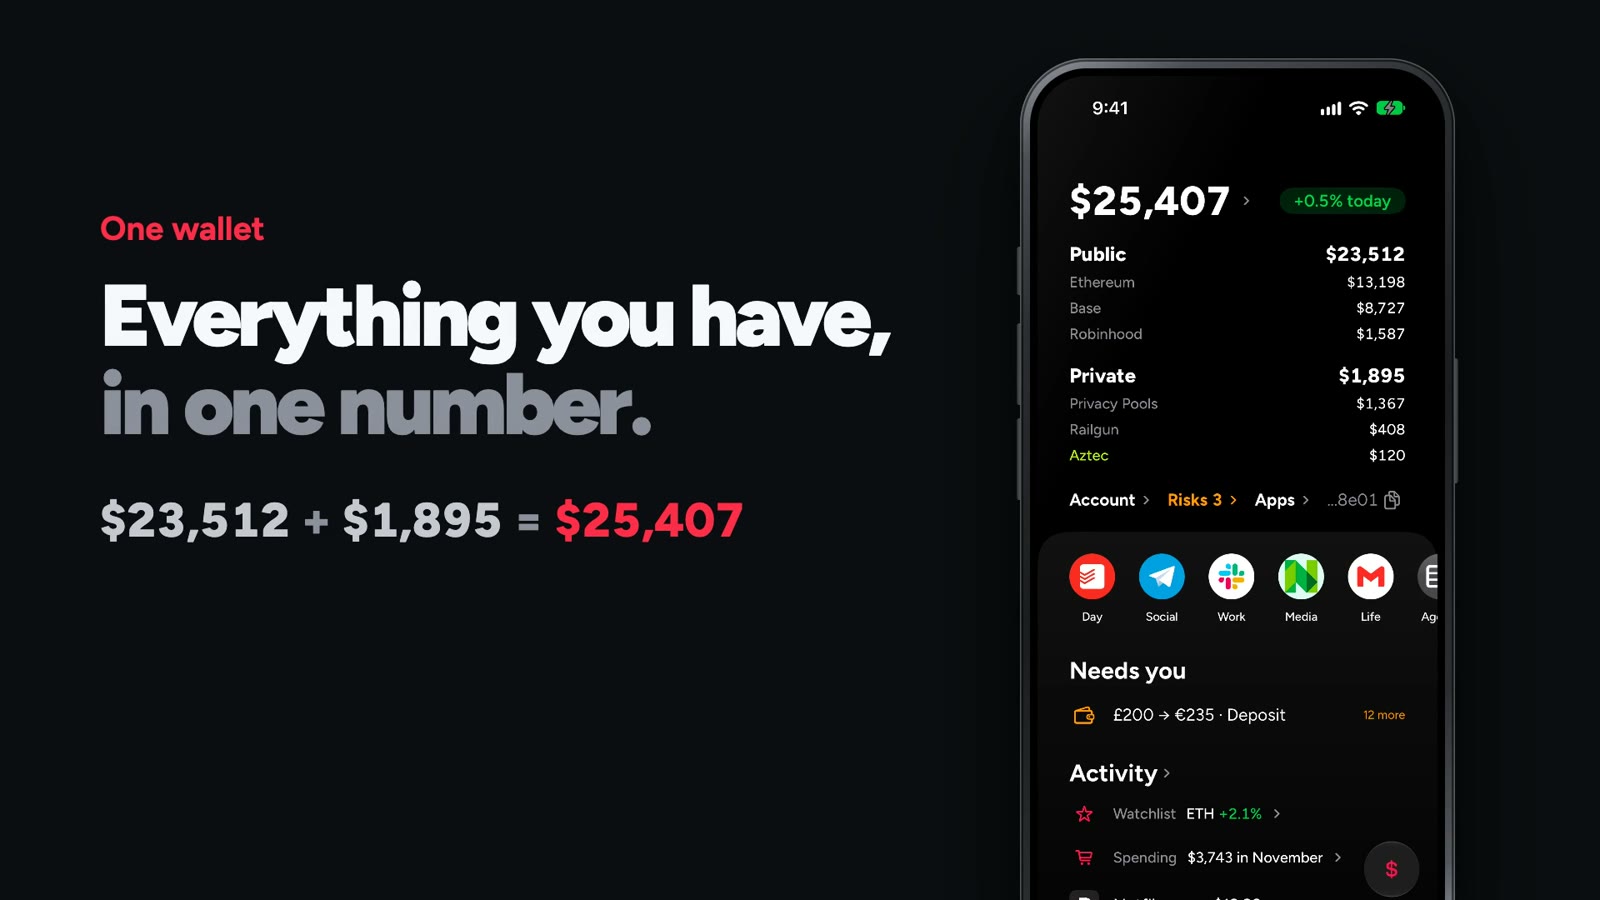 One wallet
Everything you have,
in one number.
$23,512 + $1,895 = $25,407
9:41
$25,407 › +0.5% today
Public $23,512
Ethereum $13,198
Base $8,727
Robinhood $1,587
Private $1,895
Privacy Pools $1,367
Railgun $408
Aztec $120
Account › Risks 3 › Apps › ...8e01
Day Social Work Media Life
Needs you
£200 → €235 · Deposit 12 more
Activity ›
Watchlist ETH +2.1% ›
Spending $3,743 in November ›
$